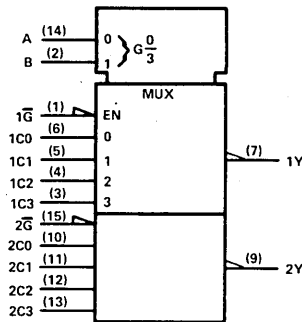 A (14) 0 } G 0/3
B (2) 1
MUX
1G̅ (1) EN
1C0 (6) 0
1C1 (5) 1 (7) 1Y
1C2 (4) 2
1C3 (3) 3
2G̅ (15)
2C0 (10)
2C1 (11) (9) 2Y
2C2 (12)
2C3 (13)